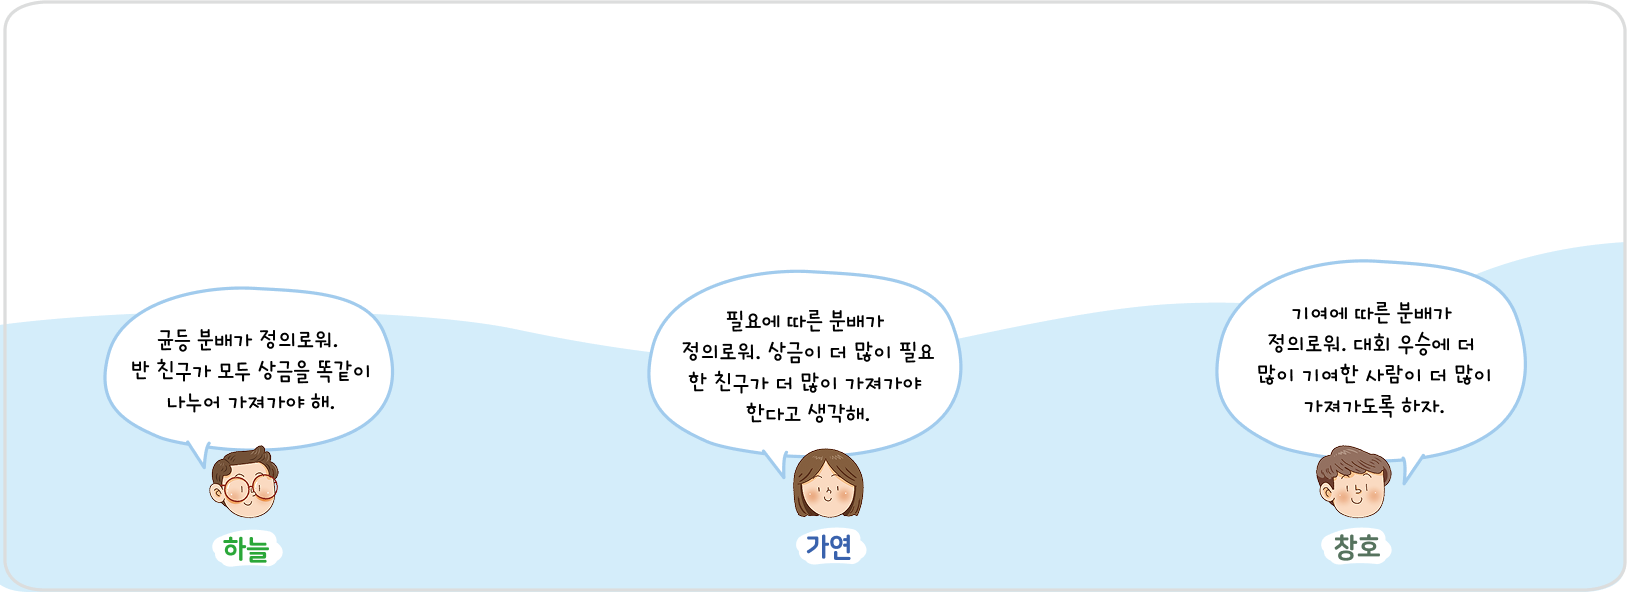 균등 분배가 정의로워.
반 친구가 모두 상금을 똑같이
나누어 가져가야 해.
하늘
필요에 따른 분배가
정의로워. 상금이 더 많이 필요
한 친구가 더 많이 가져가야
한다고 생각해.
가연
기여에 따른 분배가
정의로워. 대회 우승에 더
많이 기여한 사람이 더 많이
가져가도록 하자.
창호